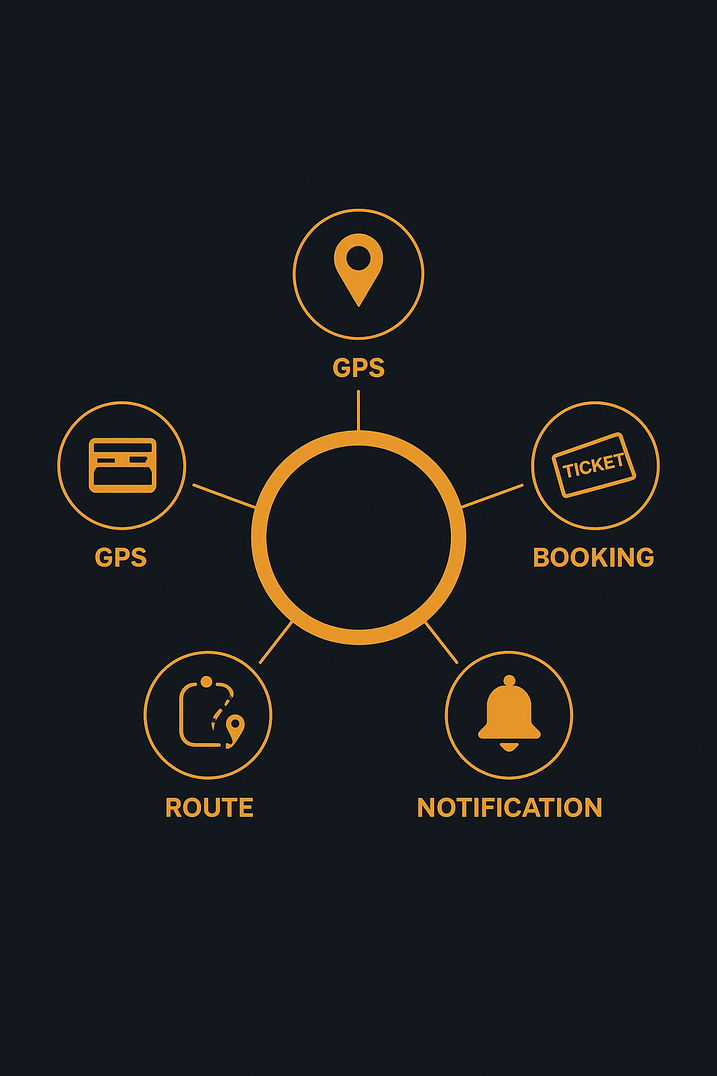 GPS
TICKET
GPS
BOOKING
ROUTE
NOTIFICATION